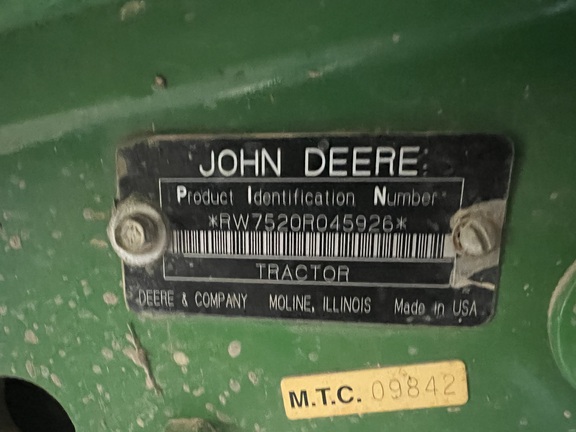 JOHN DEERE
Product Identification Number
*RW7520R045926*
TRACTOR
DEERE & COMPANY MOLINE, ILLINOIS Made in USA
M.T.C. 09842